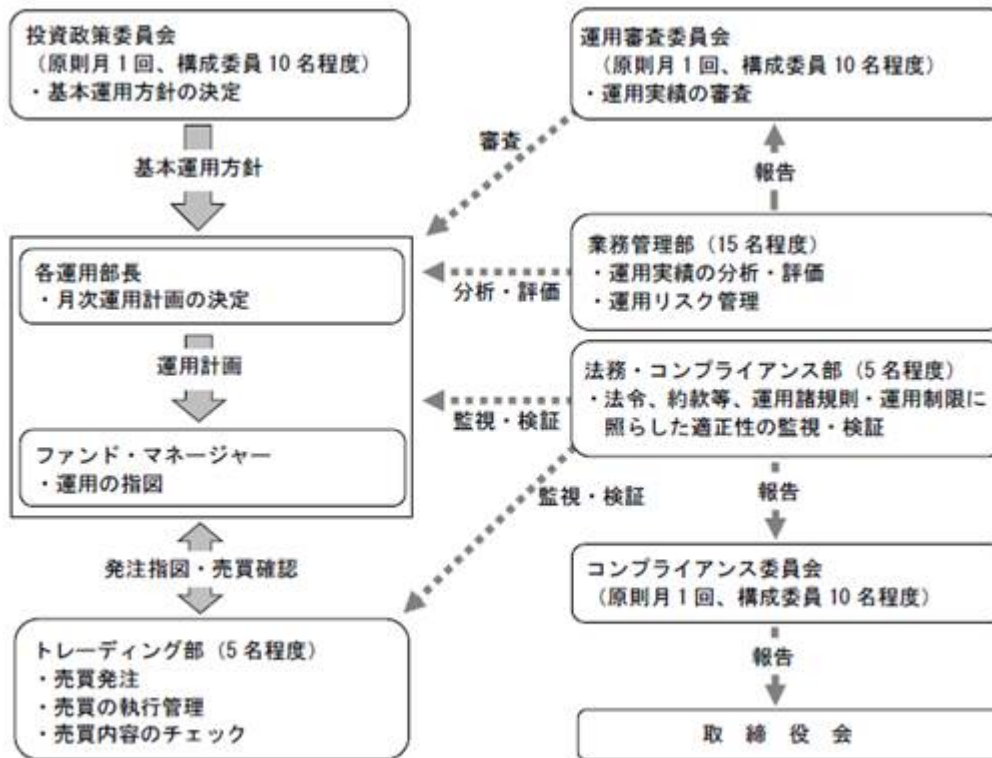 投資政策委員会
（原則月1回、構成委員10名程度）
・基本運用方針の決定
基本運用方針
各運用部長
・月次運用計画の決定
運用計画
ファンド・マネージャー
・運用の指図
発注指図・売買確認
トレーディング部（5名程度）
・売買発注
・売買の執行管理
・売買内容のチェック
運用審査委員会
（原則月1回、構成委員10名程度）
・運用実績の審査
審査
報告
業務管理部（15名程度）
・運用実績の分析・評価
・運用リスク管理
分析・評価
法務・コンプライアンス部（5名程度）
・法令、約款等、運用諸規則・運用制限に
照らした適正性の監視・検証
監視・検証
監視・検証
報告
コンプライアンス委員会
（原則月1回、構成委員10名程度）
報告
取　締　役　会